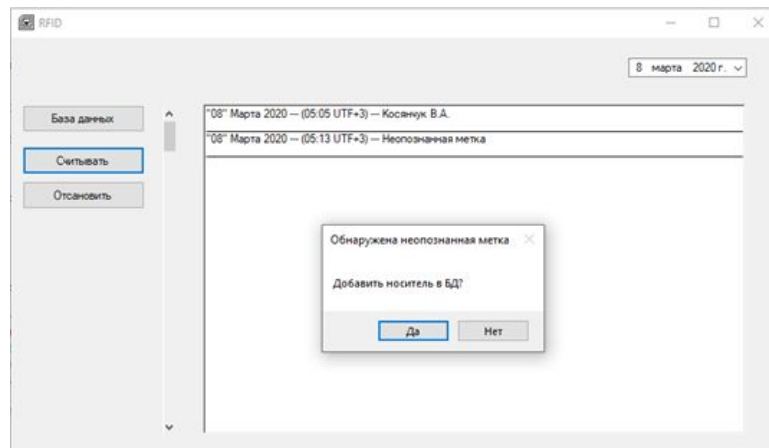 RFID
8 марта 2020 г.
База данных
Считывать
Отсановить
"08" Марта 2020 -- (05:05 UTF+3) -- Косянчук В.А.
"08" Марта 2020 -- (05:13 UTF+3) -- Неопознанная метка
Обнаружена неопознанная метка
Добавить носитель в БД?
Да
Нет